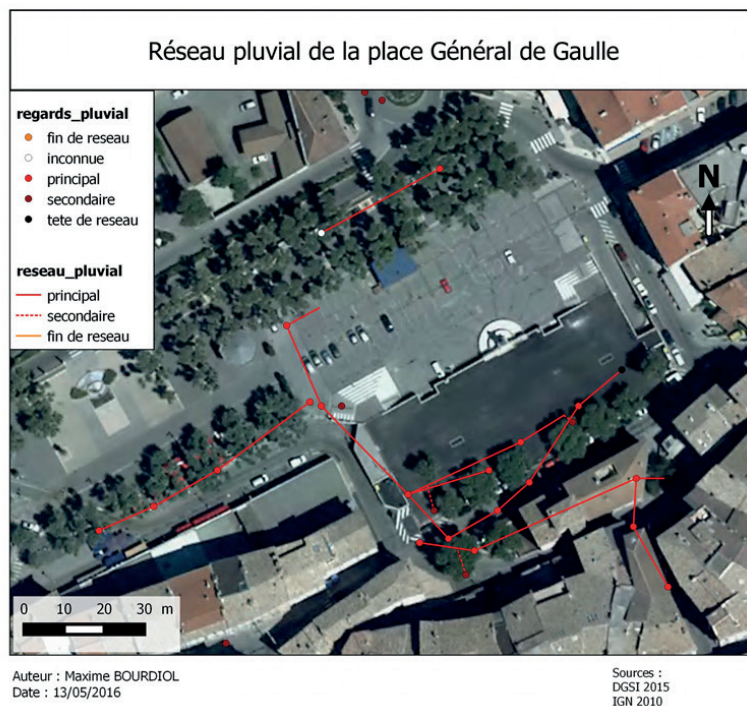 Réseau pluvial de la place Général de Gaulle
regards_pluvial
fin de reseau
inconnue
principal
secondaire
tete de reseau
reseau_pluvial
principal
secondaire
fin de reseau
N
0 10 20 30 m
Auteur : Maxime BOURDIOL
Date : 13/05/2016
Sources :
DGSI 2015
IGN 2010